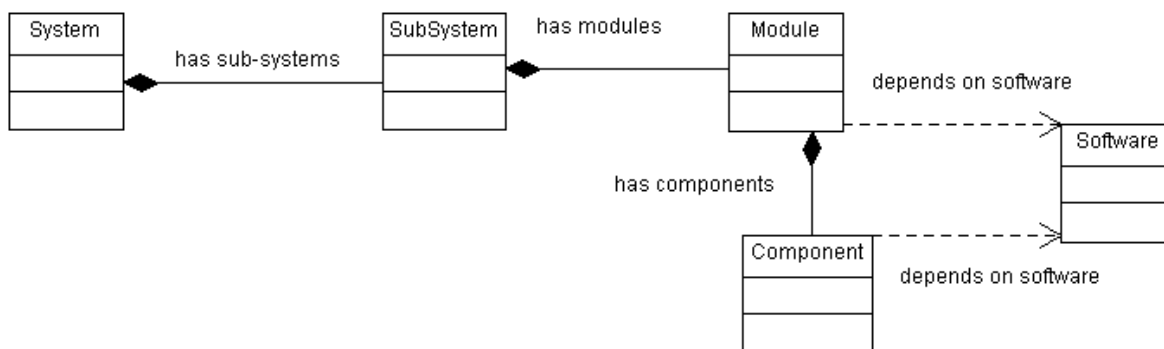 System
has sub-systems
SubSystem
has modules
Module
depends on software
Software
has components
Component
depends on software